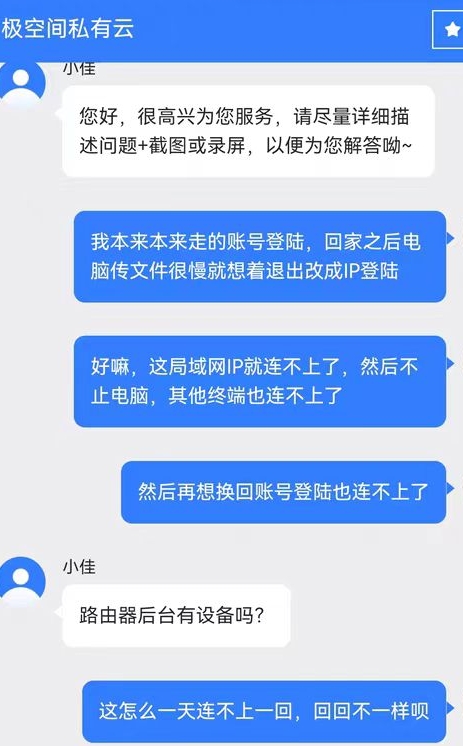 极空间私有云
小佳
您好，很高兴为您服务，请尽量详细描
述问题+截图或录屏，以便为您解答呦~
我本来本来走的账号登陆，回家之后电
脑传文件很慢就想着退出改成IP登陆
好嘛，这局域网IP就连不上了，然后不
止电脑，其他终端也连不上了
然后再想换回账号登陆也连不上了
小佳
路由器后台有设备吗？
这怎么一天连不上一回，回回不一样呗